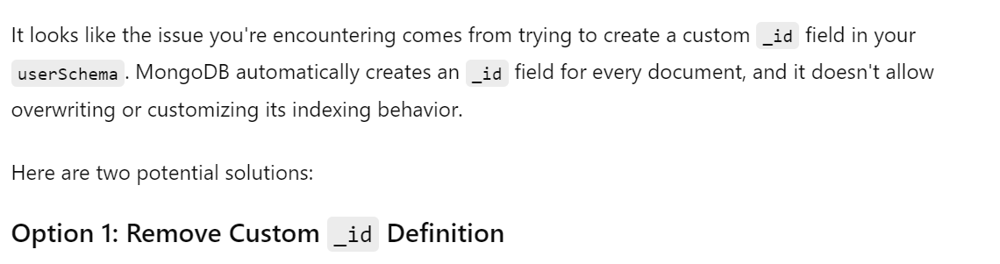 It looks like the issue you're encountering comes from trying to create a custom _id field in your
userSchema. MongoDB automatically creates an _id field for every document, and it doesn't allow
overwriting or customizing its indexing behavior.
Here are two potential solutions:
Option 1: Remove Custom _id Definition